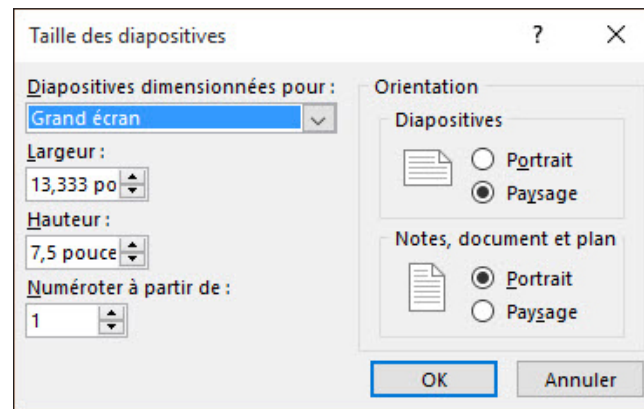 Taille des diapositives
?
Diapositives dimensionnées pour :
Grand écran
Largeur :
13,333 po
Hauteur :
7,5 pouce
Numéroter à partir de :
1
Orientation
Diapositives
Portrait
Paysage
Notes, document et plan
Portrait
Paysage
OK
Annuler